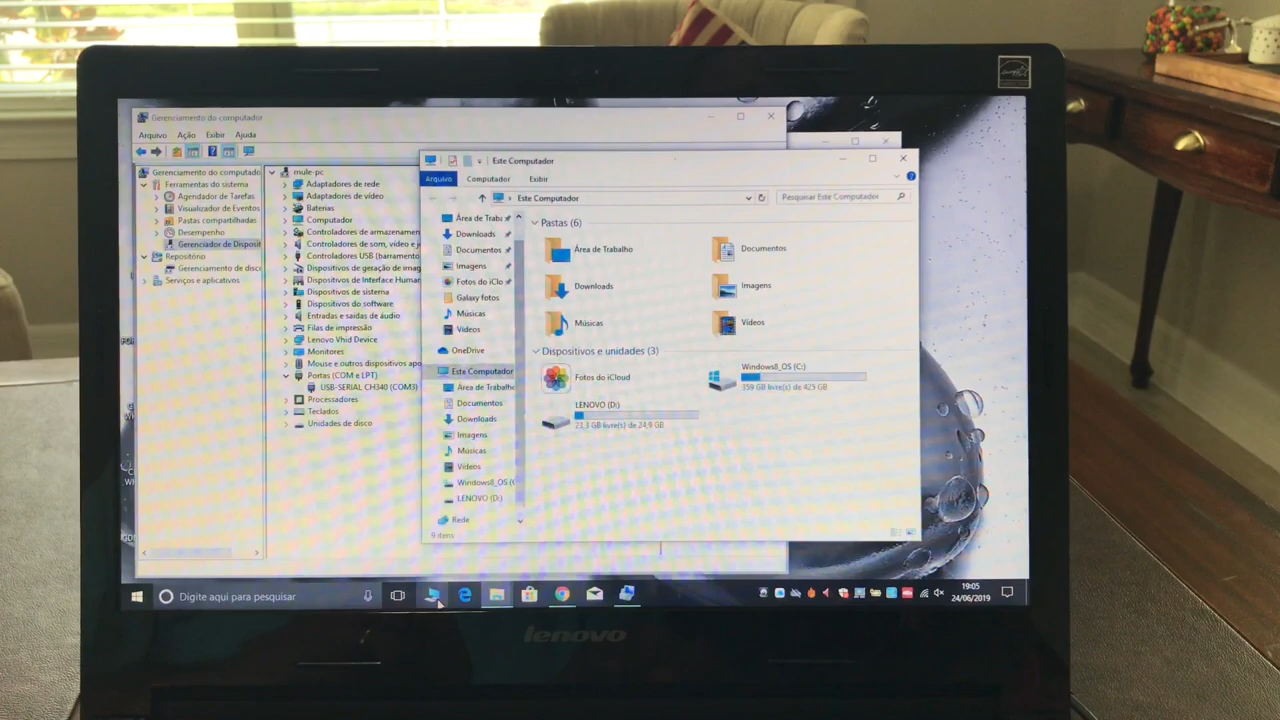 Gerenciamento do computador
Arquivo Ação Exibir Ajuda
Gerenciamento do computado
Ferramentas do sistema
Agendador de Tarefas
Visualizador de Eventos
Pastas compartilhadas
Desempenho
Gerenciador de Disposit
Repositório
Gerenciamento de disco
Serviços e aplicativos
mule-pc
Adaptadores de rede
Adaptadores de vídeo
Baterias
Computador
Controladores de armazenamen
Controladores de som, vídeo e j
Controladores USB (barramento
Dispositivos de geração de imag
Dispositivos de Interface Human
Dispositivos de sistema
Dispositivos do software
Entradas e saídas de áudio
Filas de impressão
Lenovo Vhid Device
Monitores
Mouse e outros dispositivos apo
Portas (COM e LPT)
USB-SERIAL CH340 (COM3)
Processadores
Teclados
Unidades de disco
Este Computador
Arquivo Computador Exibir
Este Computador
Pesquisar Este Computador
Área de Traba
Downloads
Documentos
Imagens
Fotos do iClo
Galaxy fotos
Músicas
Vídeos
OneDrive
Este Computador
Área de Trabalho
Documentos
Downloads
Imagens
Músicas
Vídeos
Windows8_OS (C
LENOVO (D:)
Rede
9 itens
Pastas (6)
Área de Trabalho
Documentos
Downloads
Imagens
Músicas
Vídeos
Dispositivos e unidades (3)
Fotos do iCloud
Windows8_OS (C:)
359 GB livre(s) de 425 GB
LENOVO (D:)
21,3 GB livre(s) de 24,9 GB
Digite aqui para pesquisar
19:05
24/06/2019
lenovo